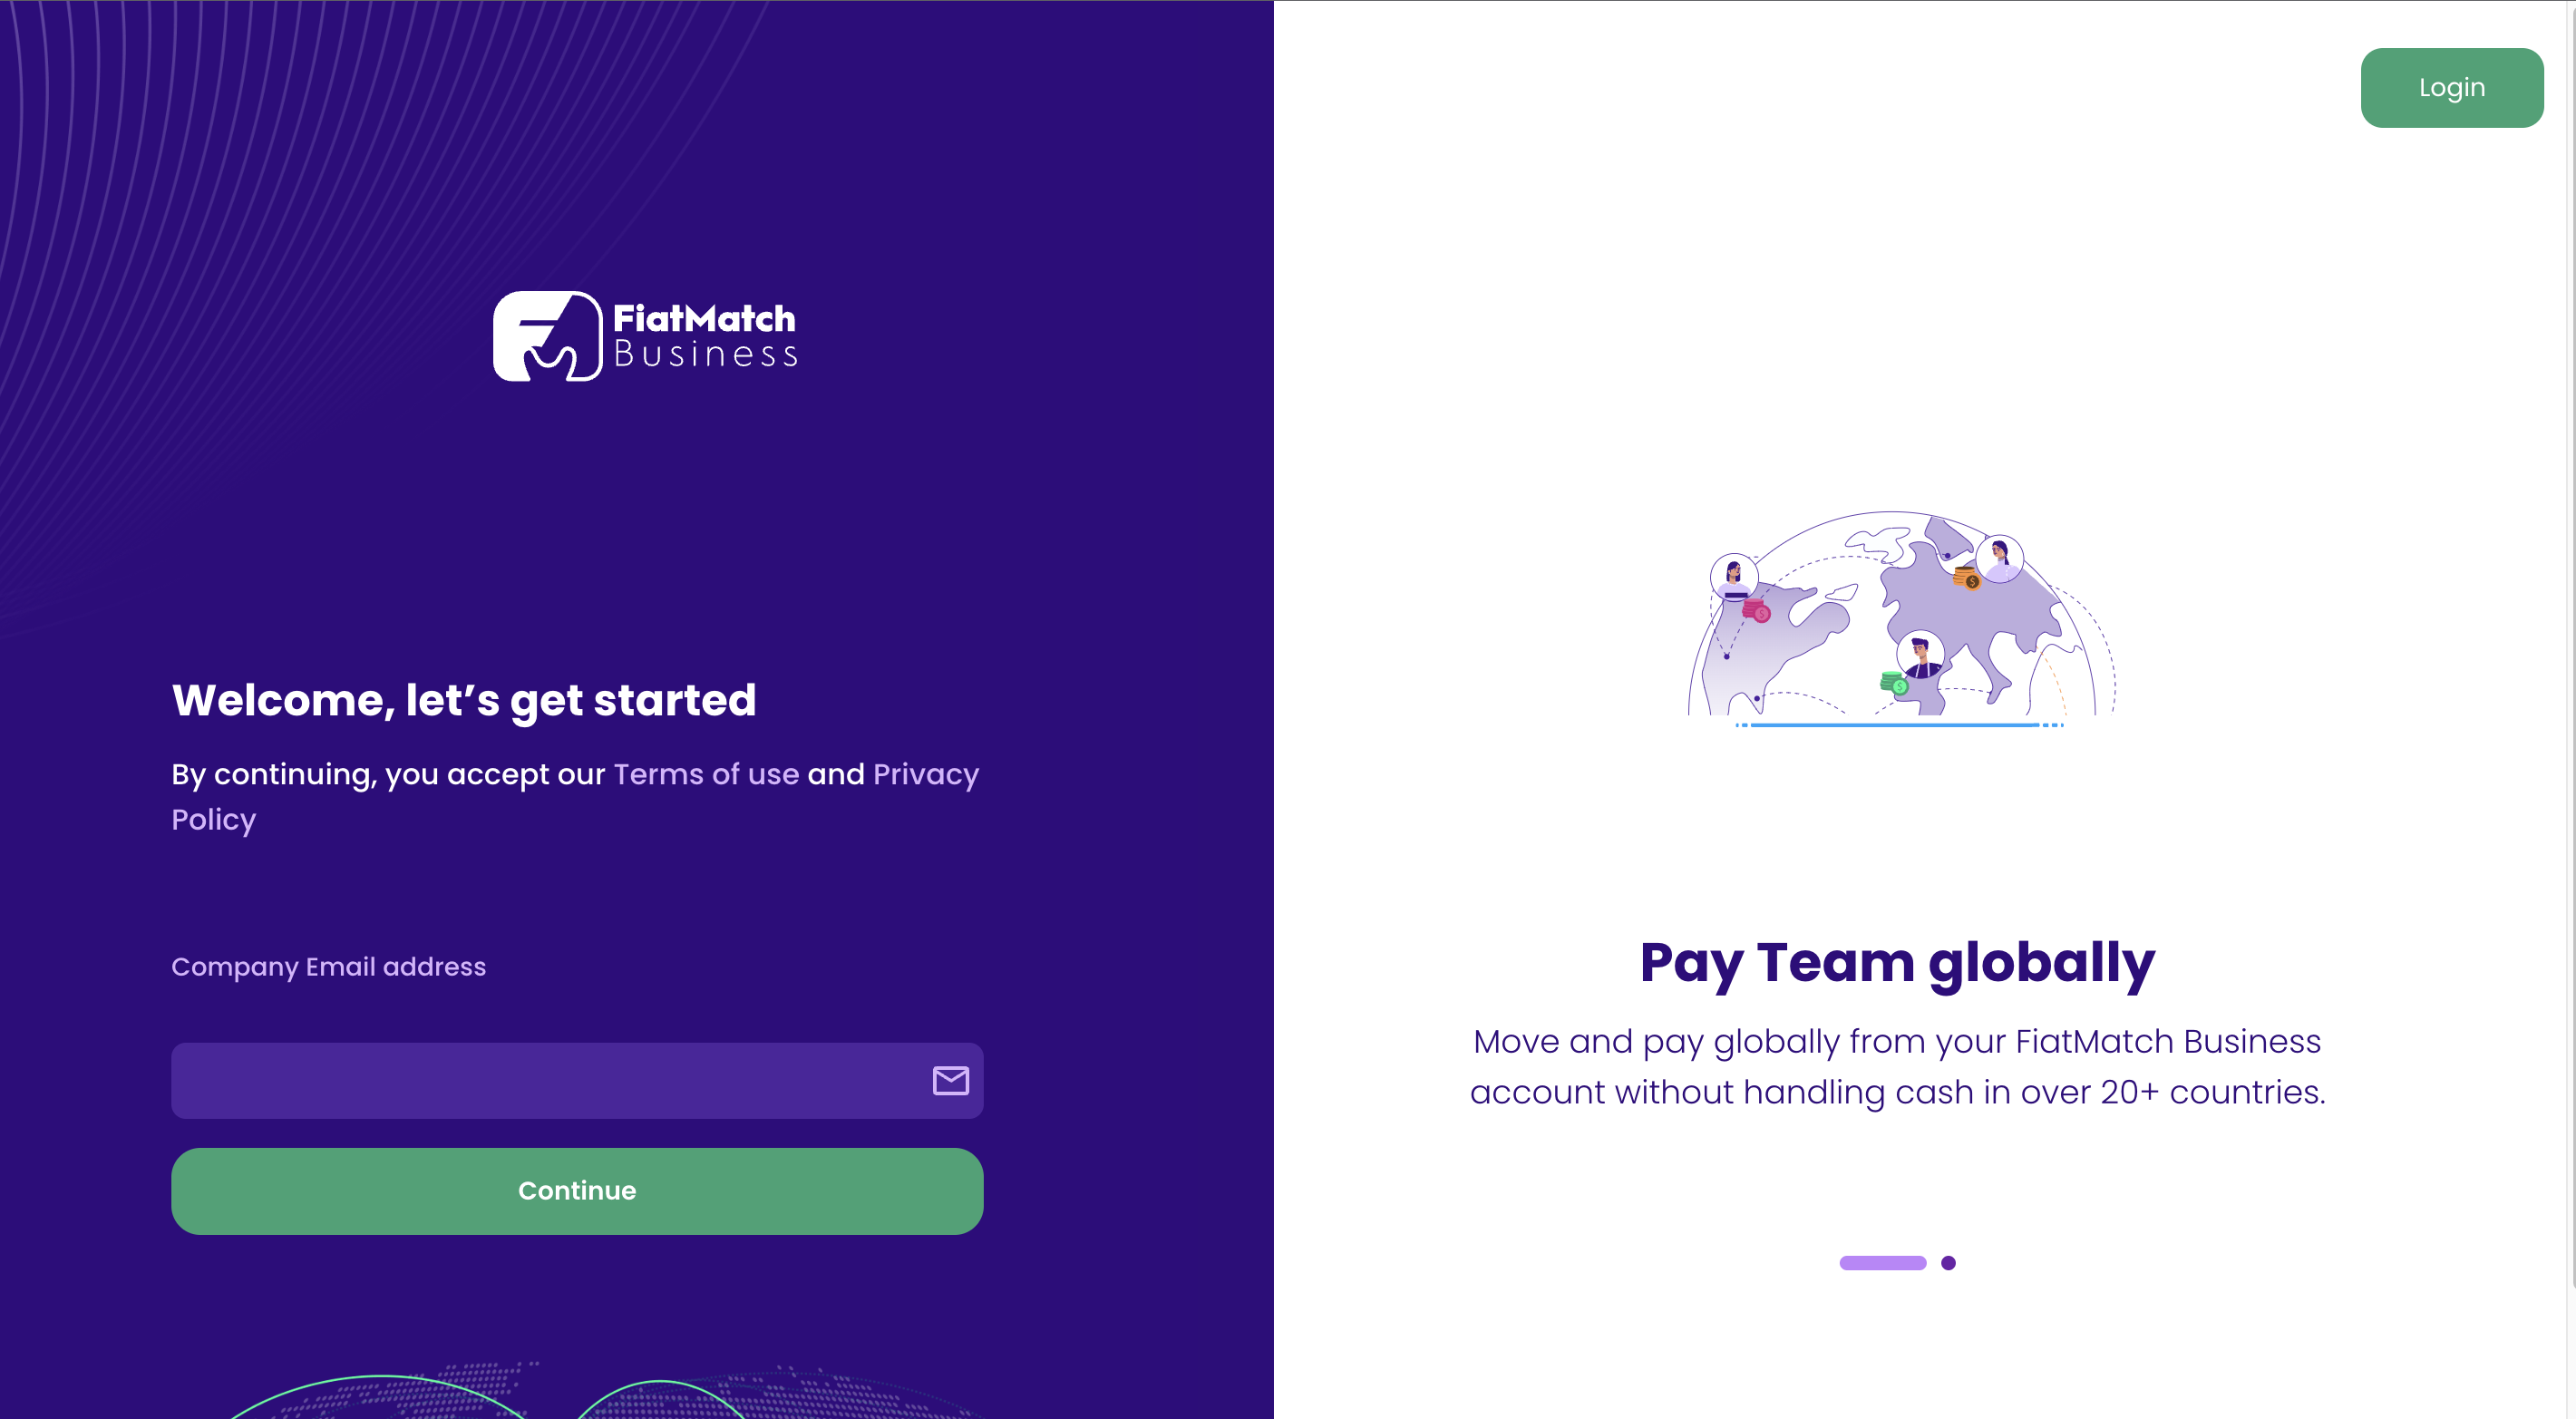 Login
FiatMatch
Business
Welcome, let’s get started
By continuing, you accept our Terms of use and Privacy
Policy
Company Email address
Continue
Pay Team globally
Move and pay globally from your FiatMatch Business
account without handling cash in over 20+ countries.